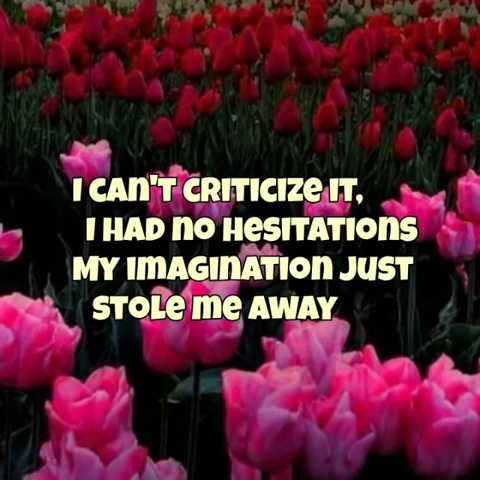 I can't criticize it,
I had no hesitations
My imagination just
stole me away